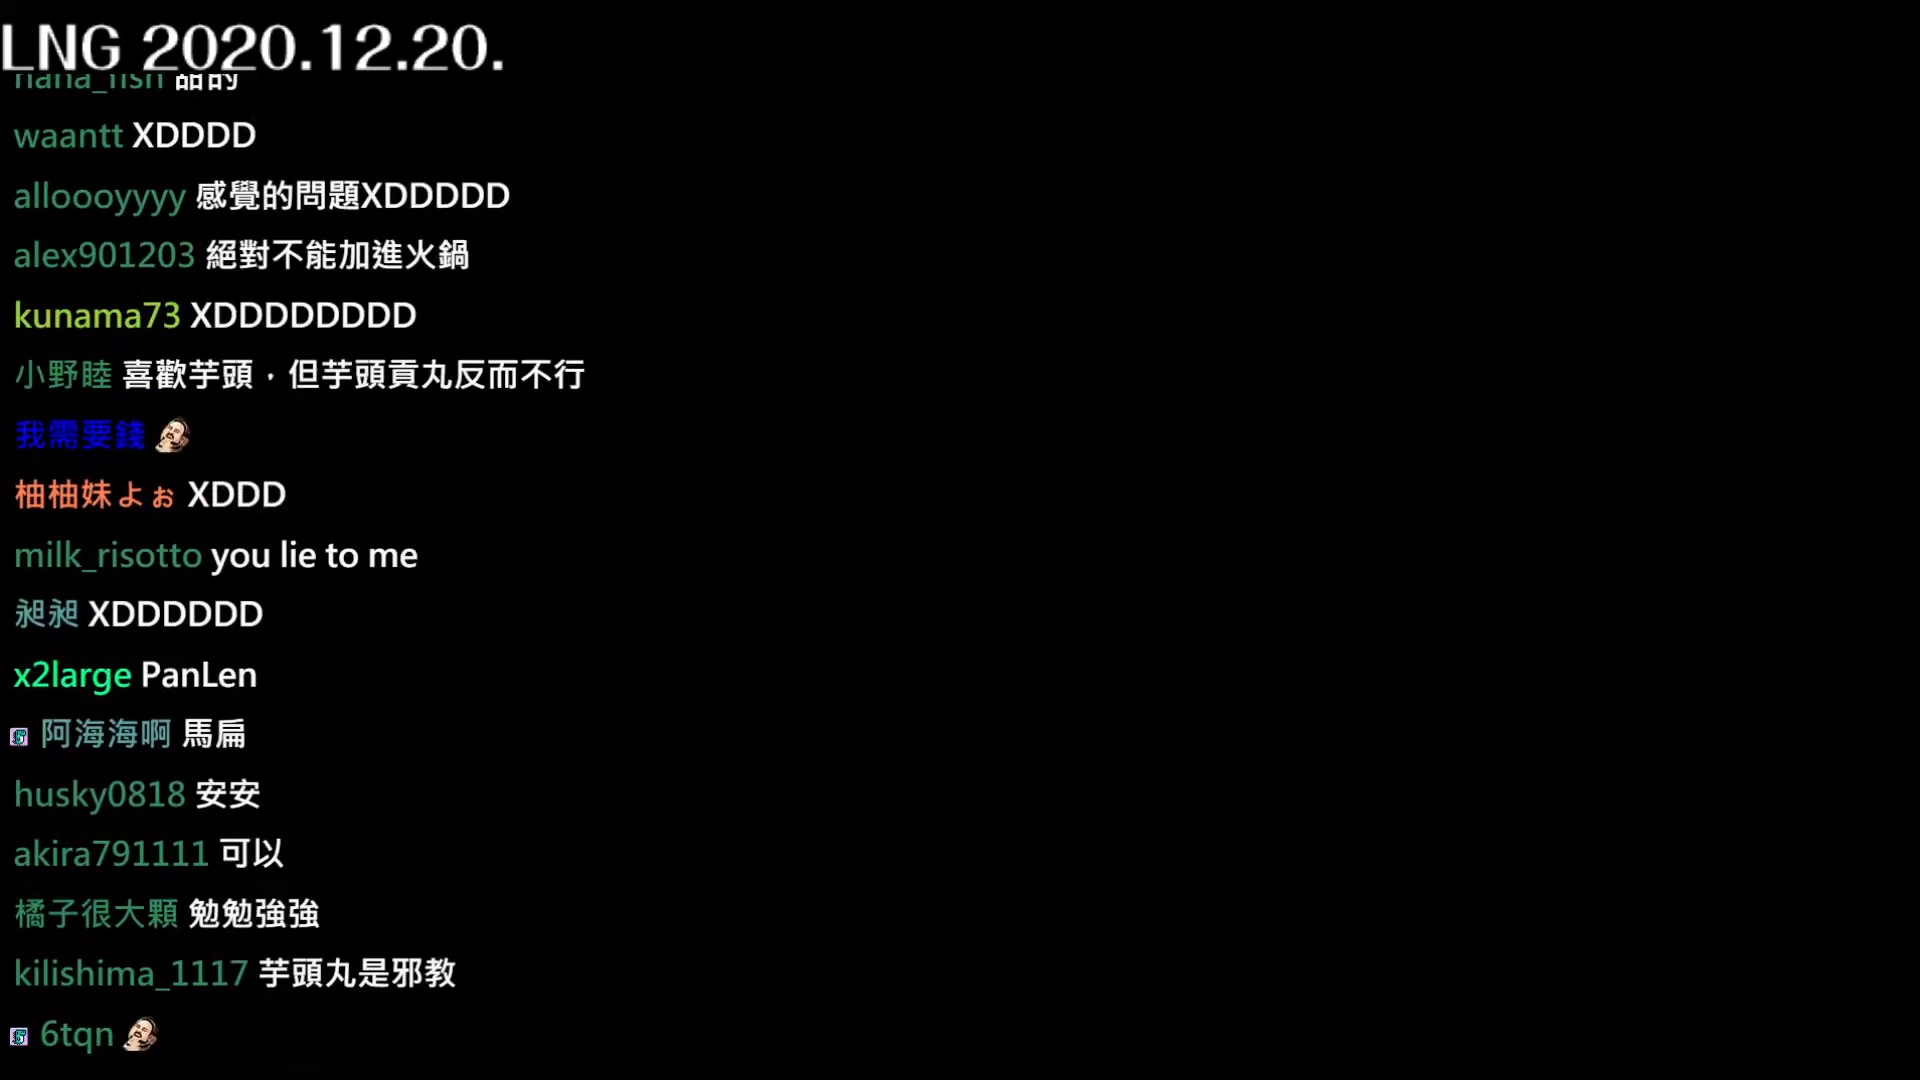 LNG 2020.12.20.
nana_fish 甜的
waantt XDDDD
alloooyyyy 感覺的問題XDDDDD
alex901203 絕對不能加進火鍋
kunama73 XDDDDDDDD
小野睦 喜歡芋頭，但芋頭貢丸反而不行
我需要錢
柚柚妹よぉ XDDD
milk_risotto you lie to me
昶昶 XDDDDDD
x2large PanLen
阿海海啊 馬扁
husky0818 安安
akira791111 可以
橘子很大顆 勉勉強強
kilishima_1117 芋頭丸是邪教
6tqn